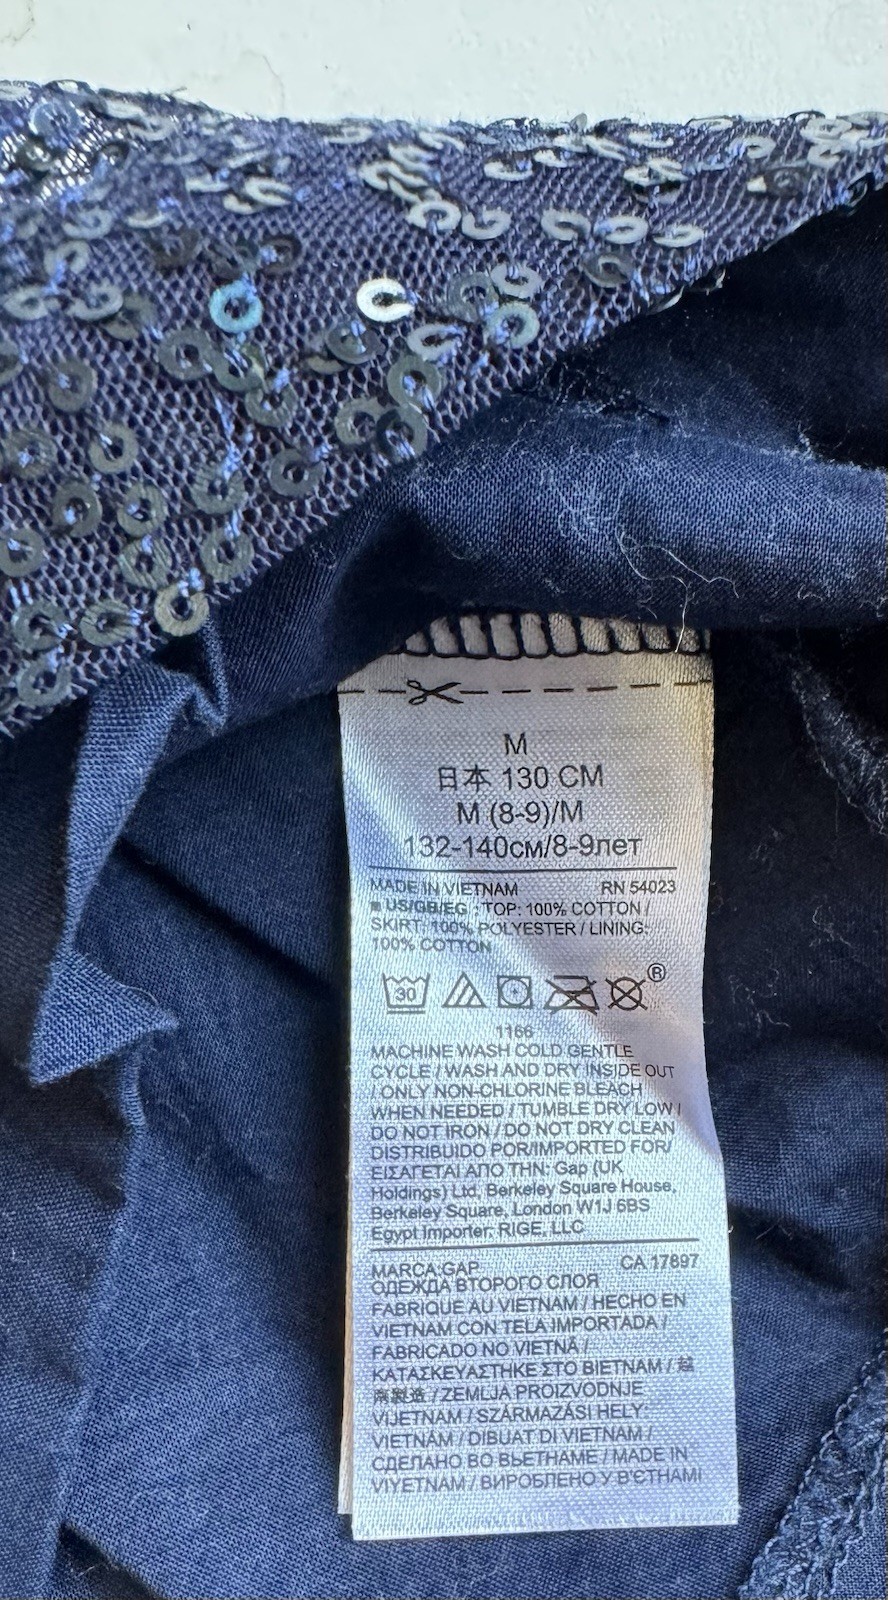 M
日本 130 CM
M (8-9)/M
132-140см/8-9лет
MADE IN VIETNAM RN 54023
■ US/GB/EG : TOP: 100% COTTON /
SKIRT: 100% POLYESTER / LINING:
100% COTTON
30 ®
1166
MACHINE WASH COLD GENTLE
CYCLE / WASH AND DRY INSIDE OUT
/ ONLY NON-CHLORINE BLEACH
WHEN NEEDED / TUMBLE DRY LOW /
DO NOT IRON / DO NOT DRY CLEAN
DISTRIBUIDO POR/IMPORTED FOR/
ΕΙΣΑΓΕΤΑΙ ΑΠΟ ΤΗΝ: Gap (UK
Holdings) Ltd, Berkeley Square House,
Berkeley Square, London W1J 6BS
Egypt Importer, RIGE, LLC
MARCA:GAP CA 17897
ОДЕЖДА ВТОРОГО СЛОЯ
FABRIQUE AU VIETNAM / HECHO EN
VIETNAM CON TELA IMPORTADA /
FABRICADO NO VIETNÃ /
ΚΑΤΑΣΚΕΥΑΣΤΗΚΕ ΣΤΟ ΒΙΕΤΝΑΜ / 越
南製造 / ZEMLJA PROIZVODNJE
VIJETNAM / SZÁRMAZÁSI HELY:
VIETNÁM / DIBUAT DI VIETNAM /
СДЕЛАНО ВО ВЬЕТНАМЕ / MADE IN
VIYETNAM / ВИРОБЛЕНО У В'ЄТНАМІ